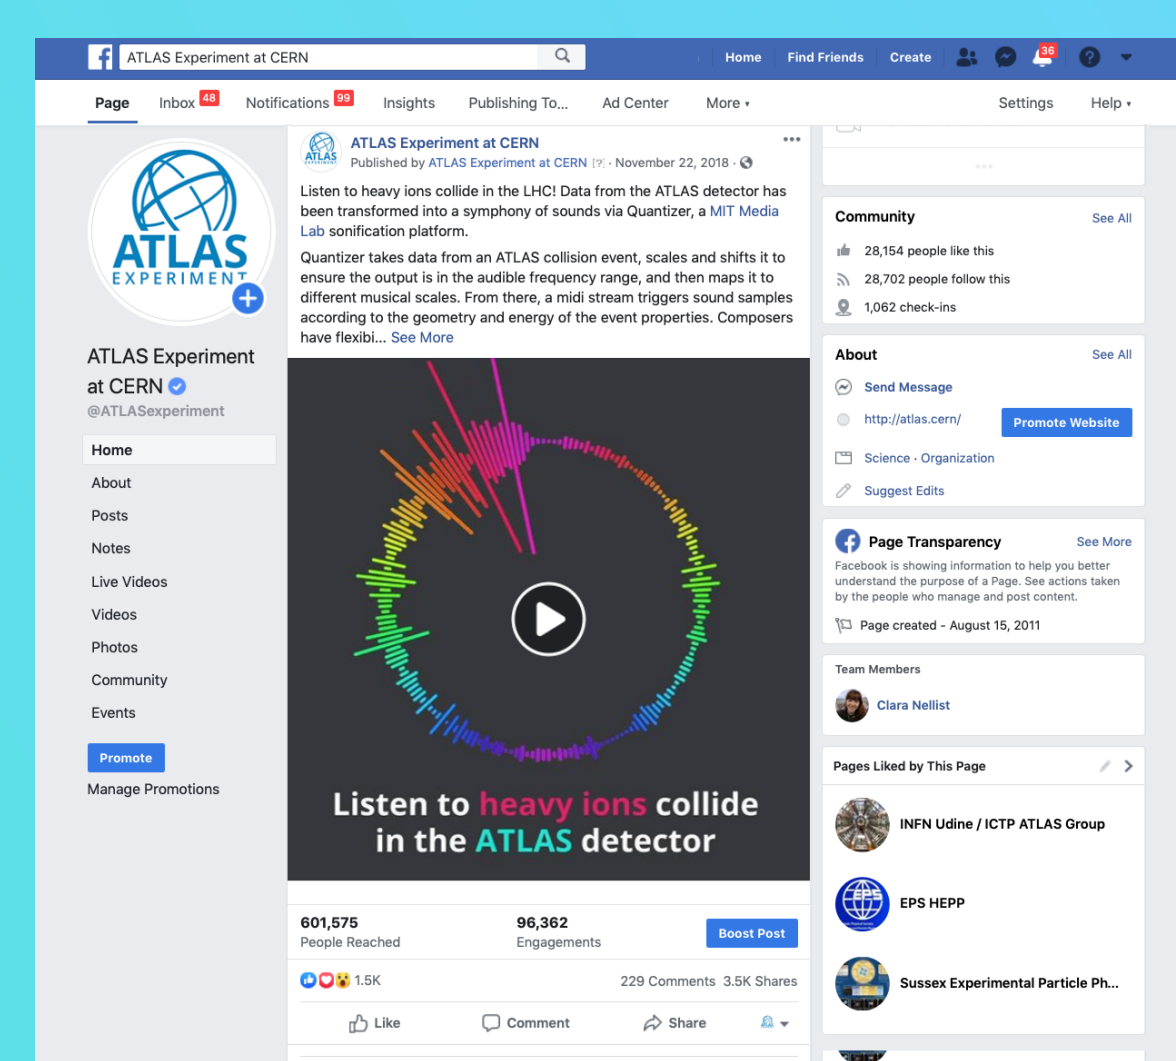 ATLAS Experiment at CERN
Home Find Friends Create 36
Page Inbox 48 Notifications 99 Insights Publishing To... Ad Center More Settings Help
ATLAS
EXPERIMENT
ATLAS Experiment
at CERN
@ATLASexperiment
Home
About
Posts
Notes
Live Videos
Videos
Photos
Community
Events
Promote
Manage Promotions
ATLAS Experiment at CERN
Published by ATLAS Experiment at CERN [?] · November 22, 2018 ·
Listen to heavy ions collide in the LHC! Data from the ATLAS detector has
been transformed into a symphony of sounds via Quantizer, a MIT Media
Lab sonification platform.
Quantizer takes data from an ATLAS collision event, scales and shifts it to
ensure the output is in the audible frequency range, and then maps it to
different musical scales. From there, a midi stream triggers sound samples
according to the geometry and energy of the event properties. Composers
have flexibi... See More
Listen to heavy ions collide
in the ATLAS detector
601,575 96,362
People Reached Engagements
Boost Post
1.5K 229 Comments 3.5K Shares
Like Comment Share
Community See All
28,154 people like this
28,702 people follow this
1,062 check-ins
About See All
Send Message
http://atlas.cern/ Promote Website
Science · Organization
Suggest Edits
Page Transparency See More
Facebook is showing information to help you better
understand the purpose of a Page. See actions taken
by the people who manage and post content.
Page created - August 15, 2011
Team Members
Clara Nellist
Pages Liked by This Page
INFN Udine / ICTP ATLAS Group
EPS
EPS HEPP
Sussex Experimental Particle Ph...